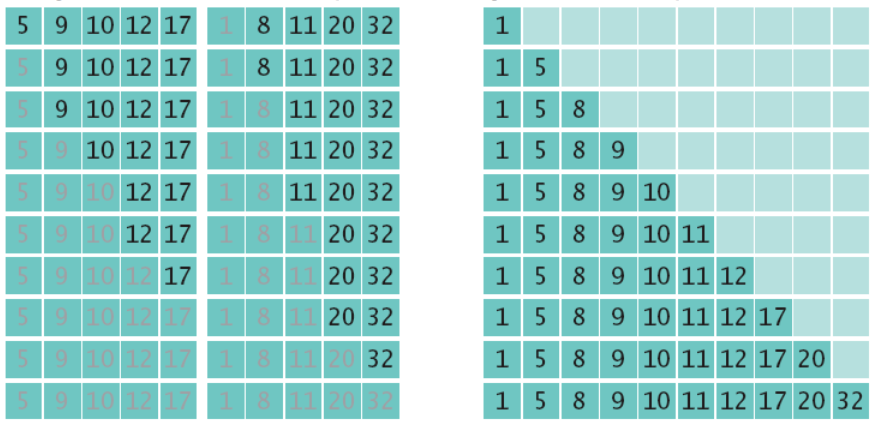 5 9 10 12 17 1 8 11 20 32 1
5 9 10 12 17 1 8 11 20 32 1 5
5 9 10 12 17 1 8 11 20 32 1 5 8
5 9 10 12 17 1 8 11 20 32 1 5 8 9
5 9 10 12 17 1 8 11 20 32 1 5 8 9 10
5 9 10 12 17 1 8 11 20 32 1 5 8 9 10 11
5 9 10 12 17 1 8 11 20 32 1 5 8 9 10 11 12
5 9 10 12 17 1 8 11 20 32 1 5 8 9 10 11 12 17
5 9 10 12 17 1 8 11 20 32 1 5 8 9 10 11 12 17 20
5 9 10 12 17 1 8 11 20 32 1 5 8 9 10 11 12 17 20 32